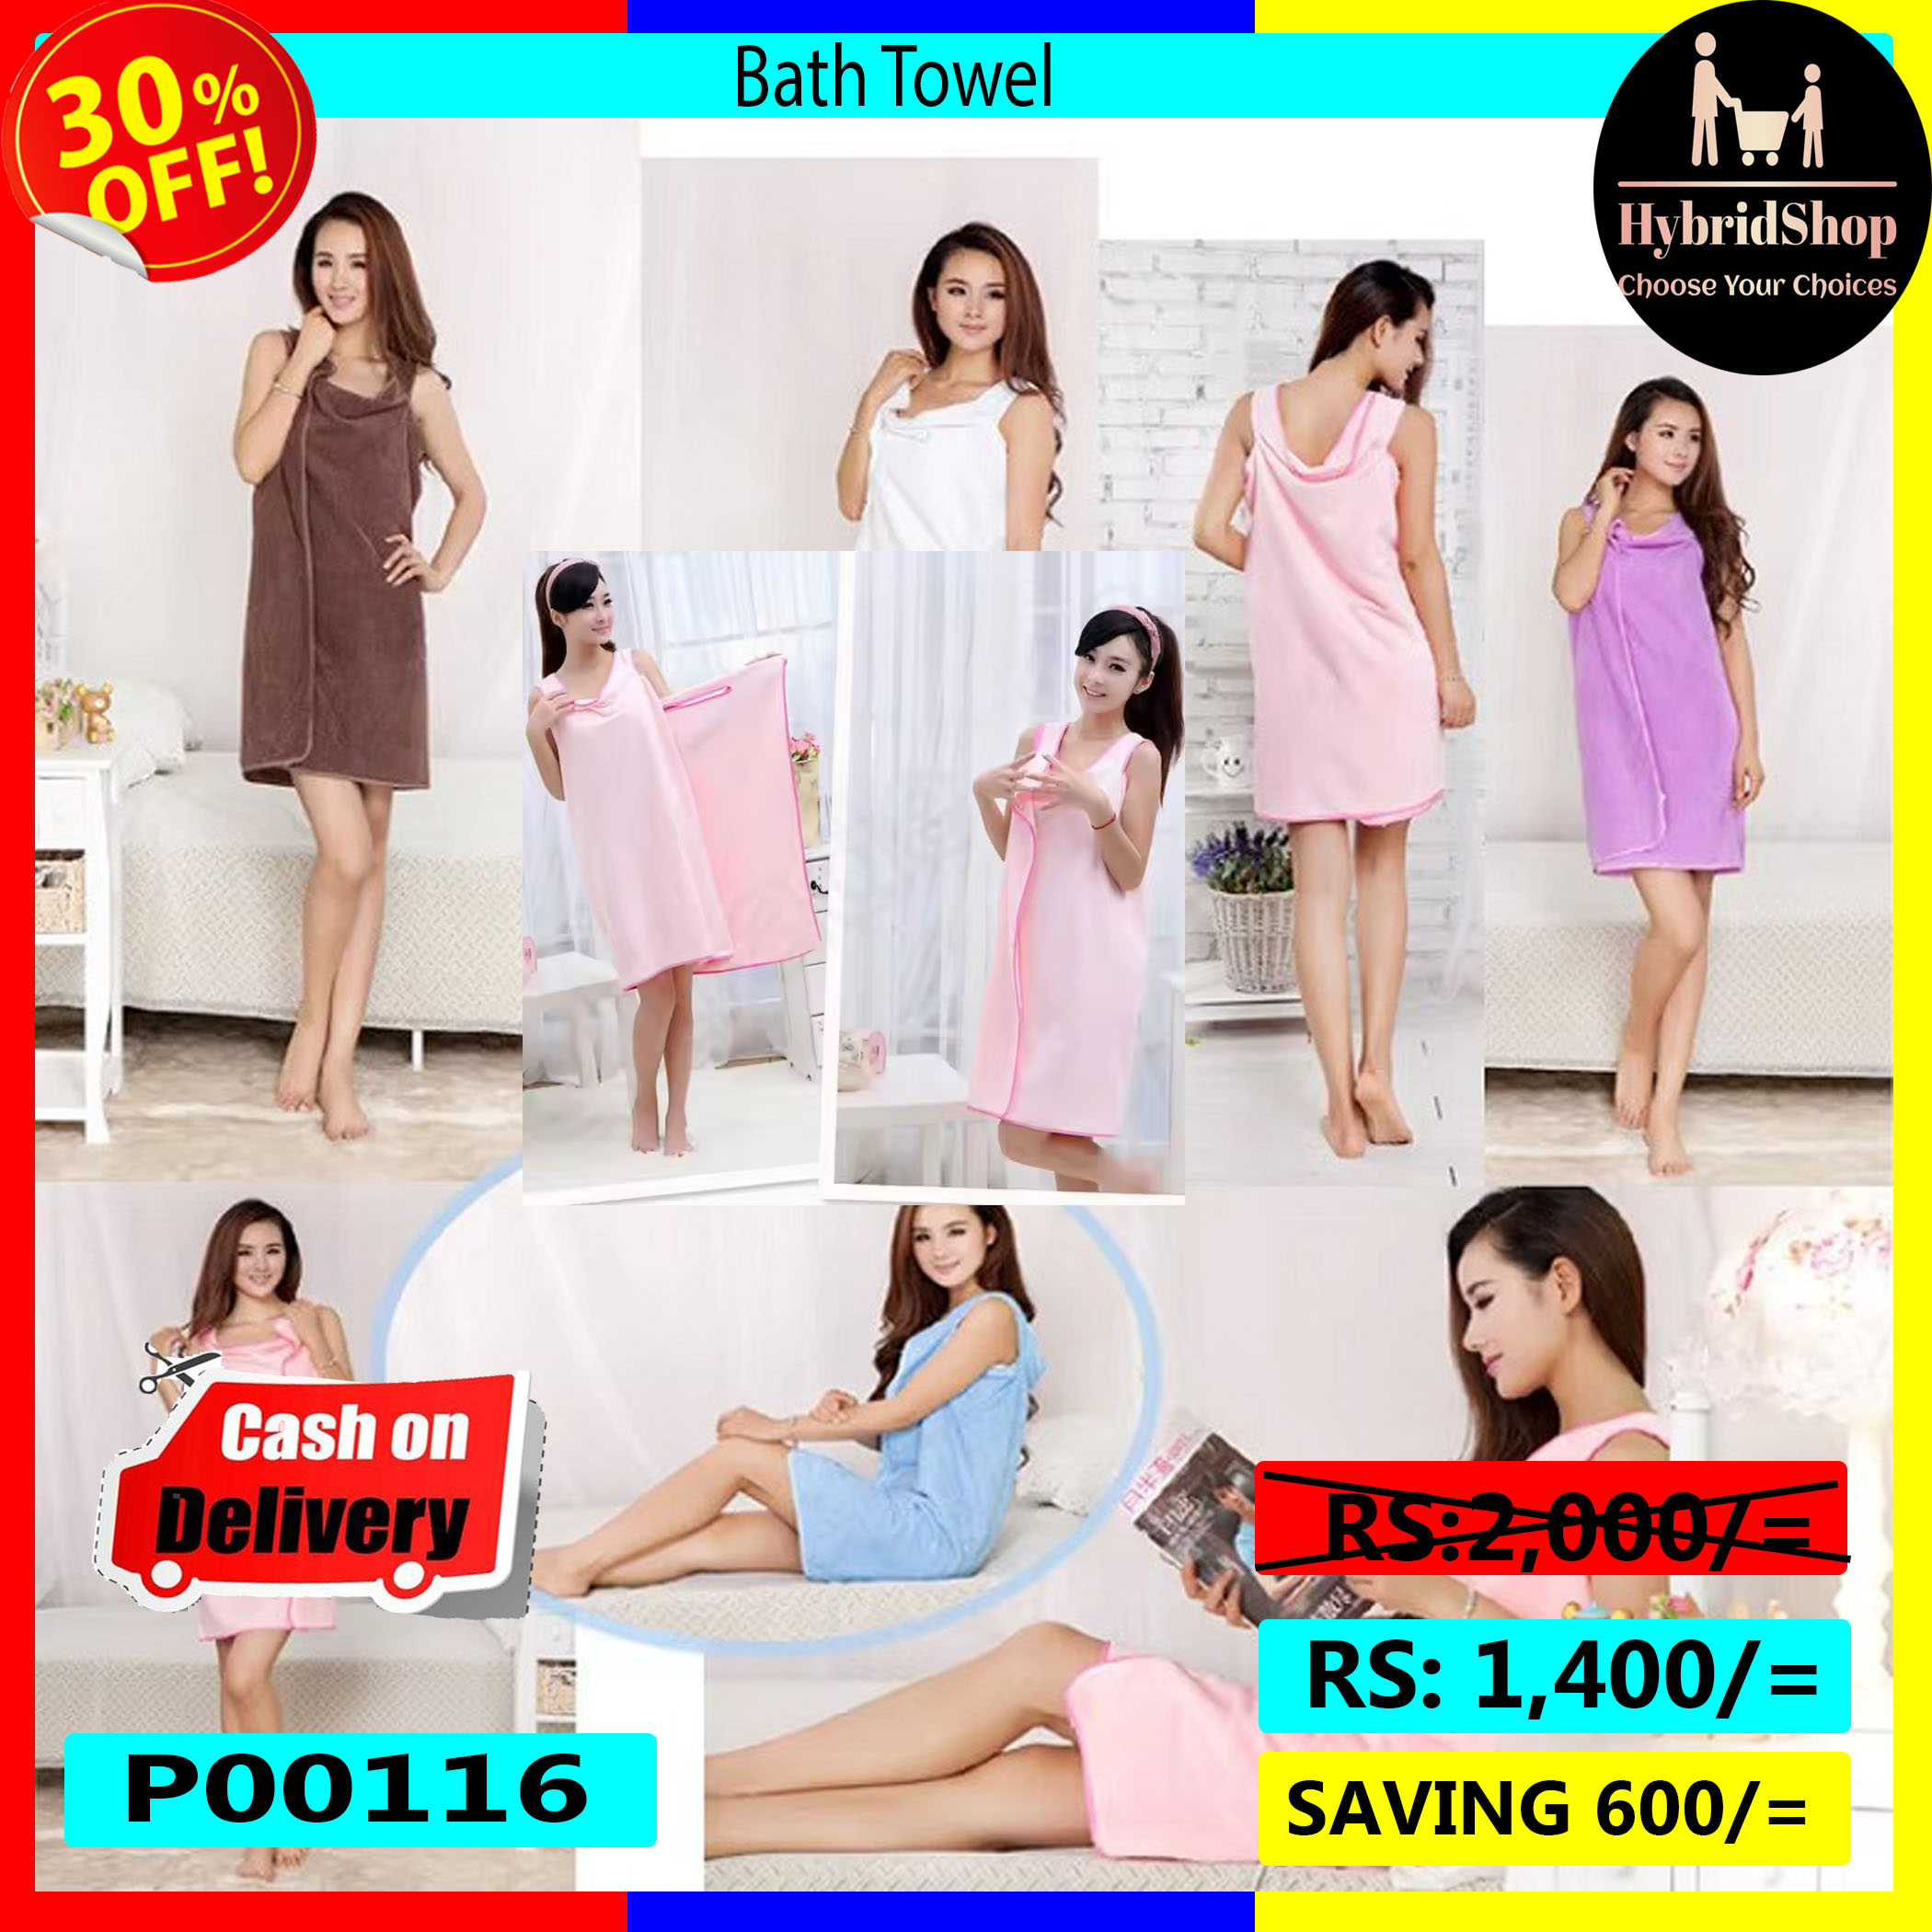 30%
OFF!
Bath Towel
HybridShop
Choose Your Choices
Cash on
Delivery
RS:2,000/=
RS: 1,400/=
P00116
SAVING 600/=